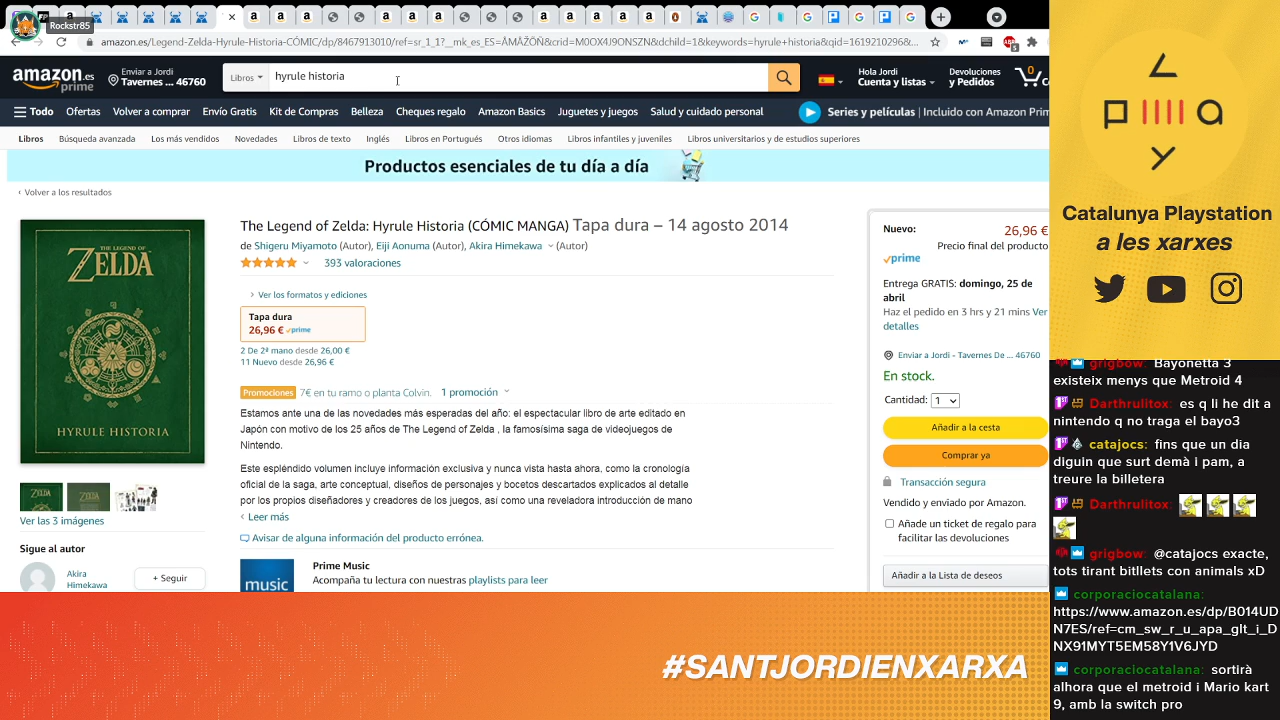 Rockstr85
amazon.es/Legend-Zelda-Hyrule-Historia-
TC/dp/8467913010/ref=sr_1_1?__mk_es_ES=ÅMÅŽÕÑ&crid=M0OX4J9ONSZN&dchild=1&keywords=hyrule+historia&qid=1619210296&...
amazon.es
prime
Enviar a Jordi
Tavernes ... 46760
Libros
hyrule historia
Hola Jordi
Cuenta y listas
Devoluciones
y Pedidos
0
Todo
Ofertas
Volver a comprar
Envío Gratis
Kit de Compras
Belleza
Cheques regalo
Amazon Basics
Juguetes y juegos
Salud y cuidado personal
Series y películas | Incluido con Amazon Prim
Libros
Búsqueda avanzada
Los más vendidos
Novedades
Libros de texto
Inglés
Libros en Portugués
Otros idiomas
Libros infantiles y juveniles
Libros universitarios y de estudios superiores
Productos esenciales de tu día a día
‹ Volver a los resultados
THE LEGEND OF
ZELDA
HYRULE HISTORIA
Ver las 3 imágenes
Sigue al autor
Akira
Himekawa
+ Seguir
The Legend of Zelda: Hyrule Historia (CÓMIC MANGA) Tapa dura – 14 agosto 2014
de Shigeru Miyamoto (Autor), Eiji Aonuma (Autor), Akira Himekawa (Autor)
393 valoraciones
› Ver los formatos y ediciones
Tapa dura
26,96 € prime
2 De 2ª mano desde 26,00 €
11 Nuevo desde 26,96 €
Promociones 7€ en tu ramo o planta Colvin. 1 promoción
Estamos ante una de las novedades más esperadas del año: el espectacular libro de arte editado en
Japón con motivo de los 25 años de The Legend of Zelda , la famosísima saga de videojuegos de
Nintendo.
Este espléndido volumen incluye información exclusiva y nunca vista hasta ahora, como la cronología
oficial de la saga, arte conceptual, diseños de personajes y bocetos descartados explicados al detalle
por los propios diseñadores y creadores de los juegos, así como una reveladora introducción de mano
‹ Leer más
Avisar de alguna información del producto errónea.
music
Prime Music
Acompaña tu lectura con nuestras playlists para leer
Nuevo: 26,96 €
Precio final del producto
prime
Entrega GRATIS: domingo, 25 de
abril
Haz el pedido en 3 hrs y 21 mins Ver
detalles
Enviar a Jordi - Tavernes De ... 46760
En stock.
Cantidad: 1
Añadir a la cesta
Comprar ya
Transacción segura
Vendido y enviado por Amazon.
Añade un ticket de regalo para
facilitar las devoluciones
Añadir a la Lista de deseos
#SANTJORDIENXARXA
Catalunya Playstation
a les xarxes
grigbow: Bayonetta 3
existeix menys que Metroid 4
Darthrulitox: es q li he dit a
nintendo q no traga el bayo3
catajocs: fins que un dia
diguin que surt demà i pam, a
treure la billetera
Darthrulitox:
grigbow: @catajocs exacte,
tots tirant bitllets con animals xD
corporaciocatalana:
https://www.amazon.es/dp/B014UD
N7ES/ref=cm_sw_r_u_apa_glt_i_D
NX91MYT5EM58Y1V6JYD
corporaciocatalana: sortirà
alhora que el metroid i Mario kart
9, amb la switch pro